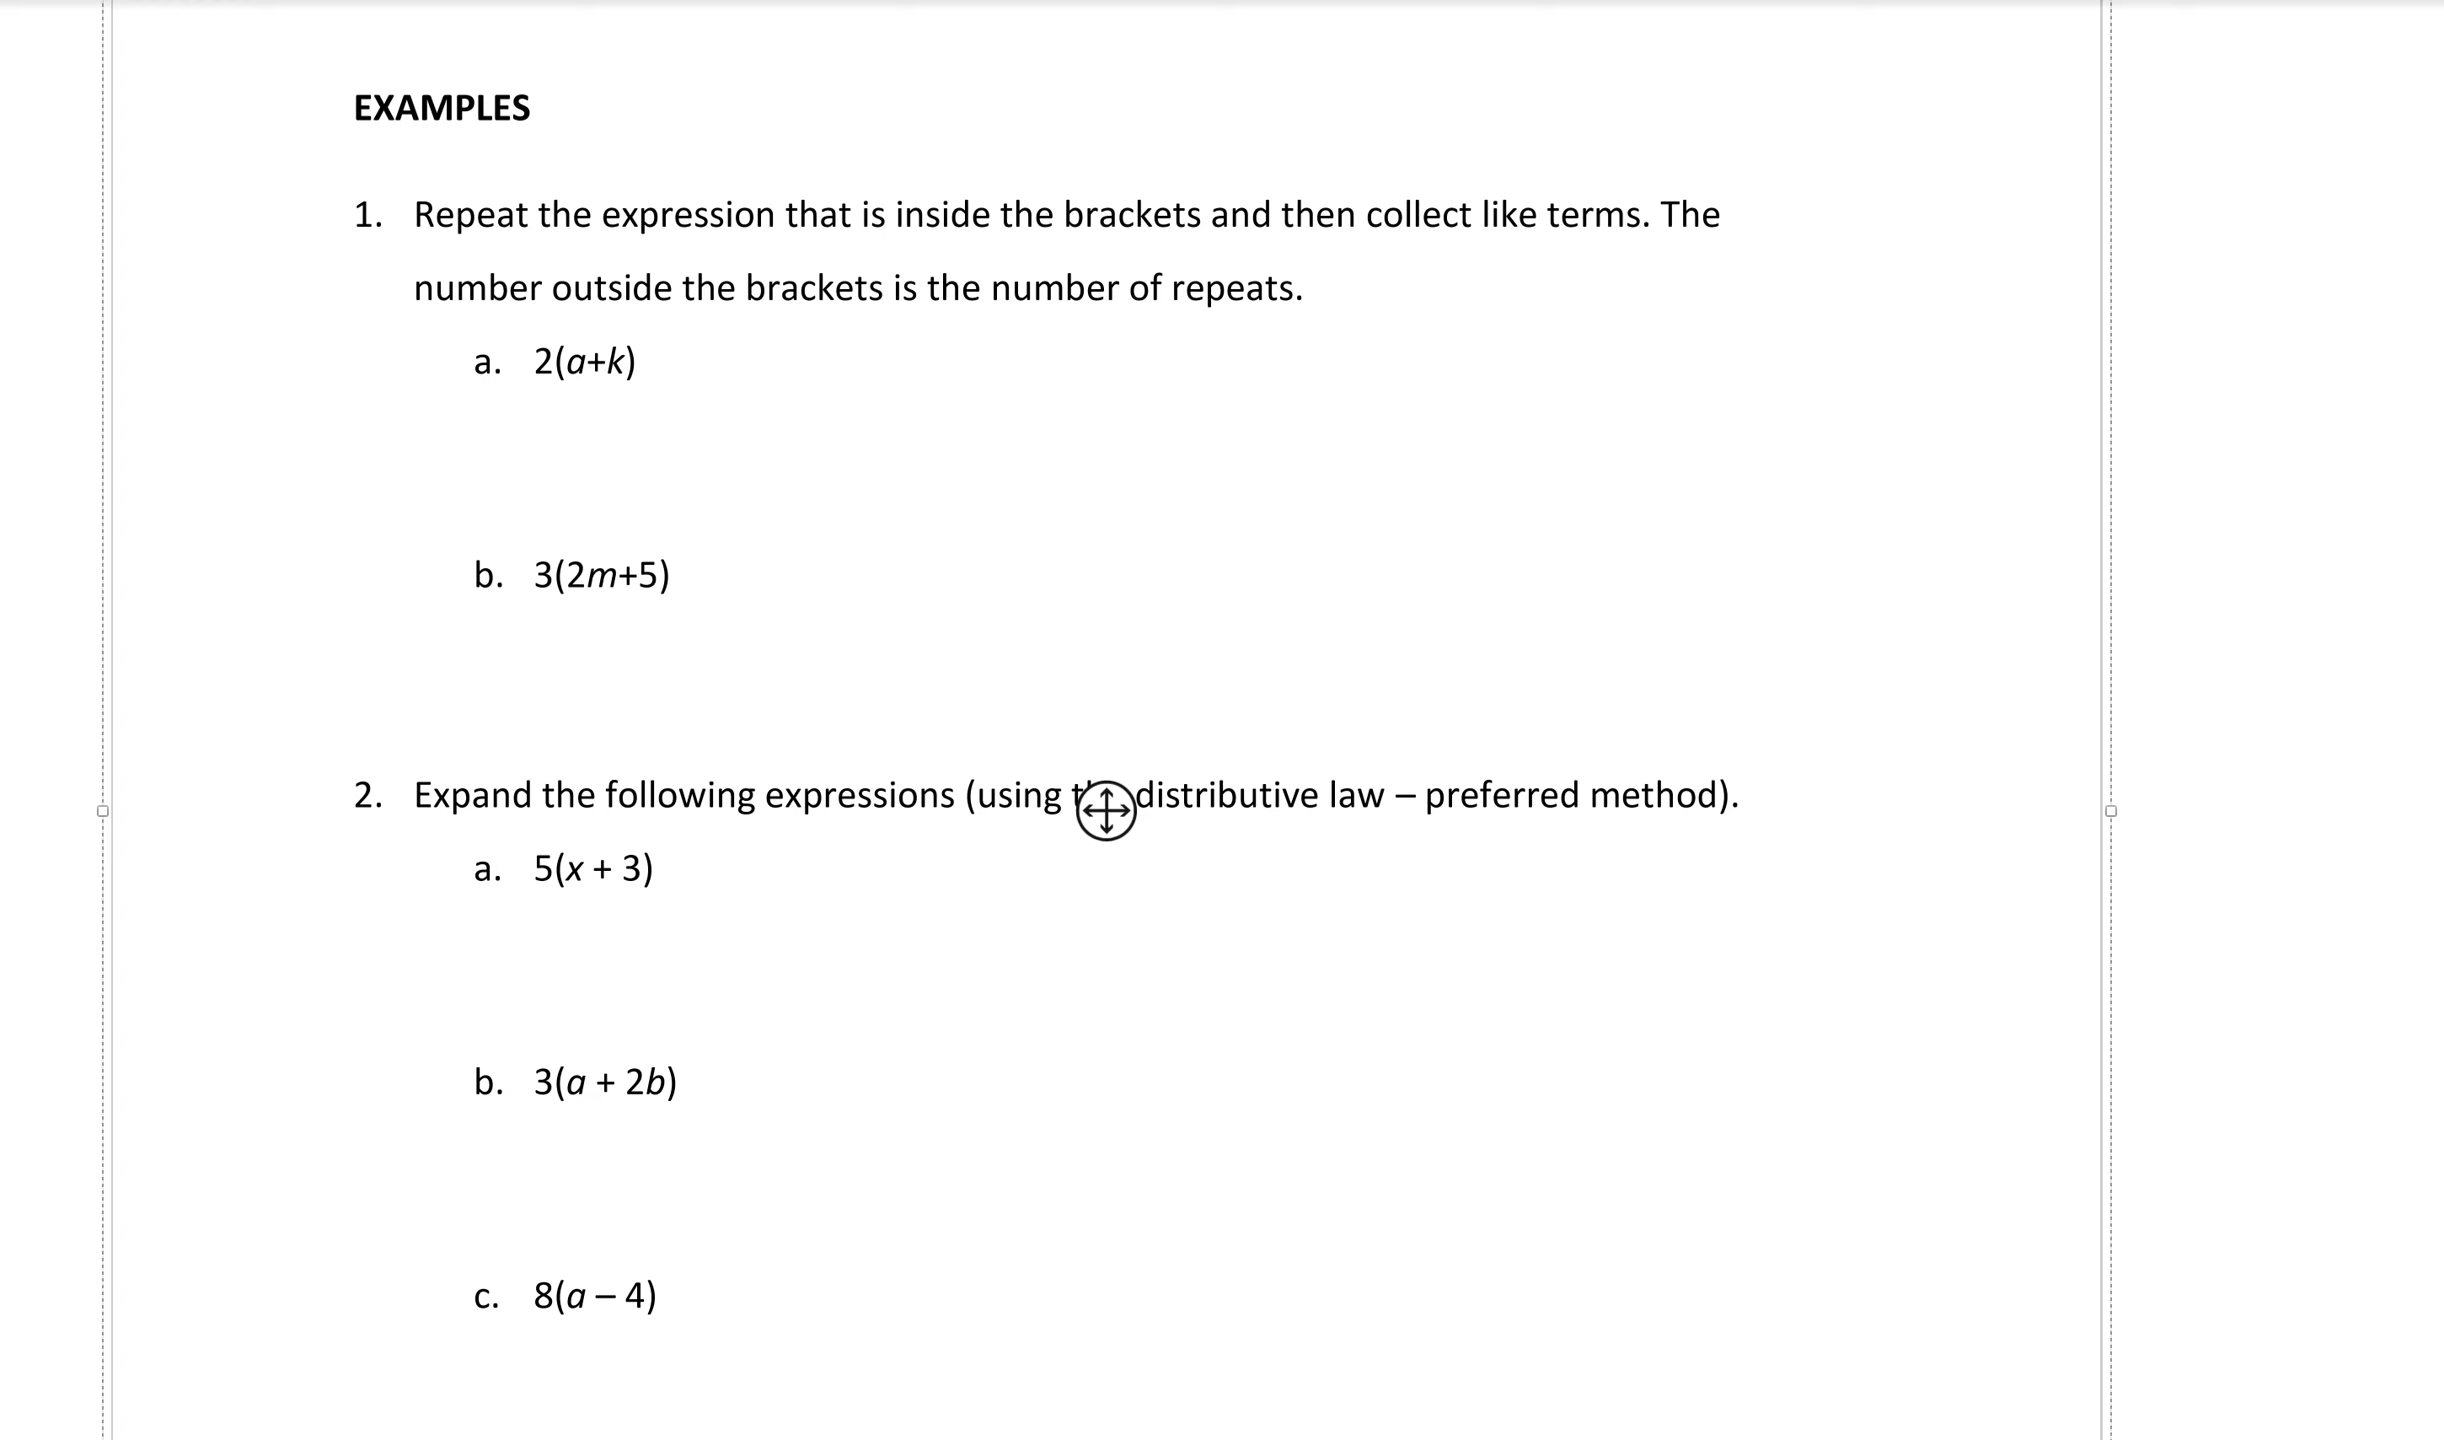 EXAMPLES
1. Repeat the expression that is inside the brackets and then collect like terms. The
number outside the brackets is the number of repeats.
a. 2(a+k)
b. 3(2m+5)
2. Expand the following expressions (using distributive law – preferred method).
a. 5(x + 3)
b. 3(a + 2b)
c. 8(a – 4)